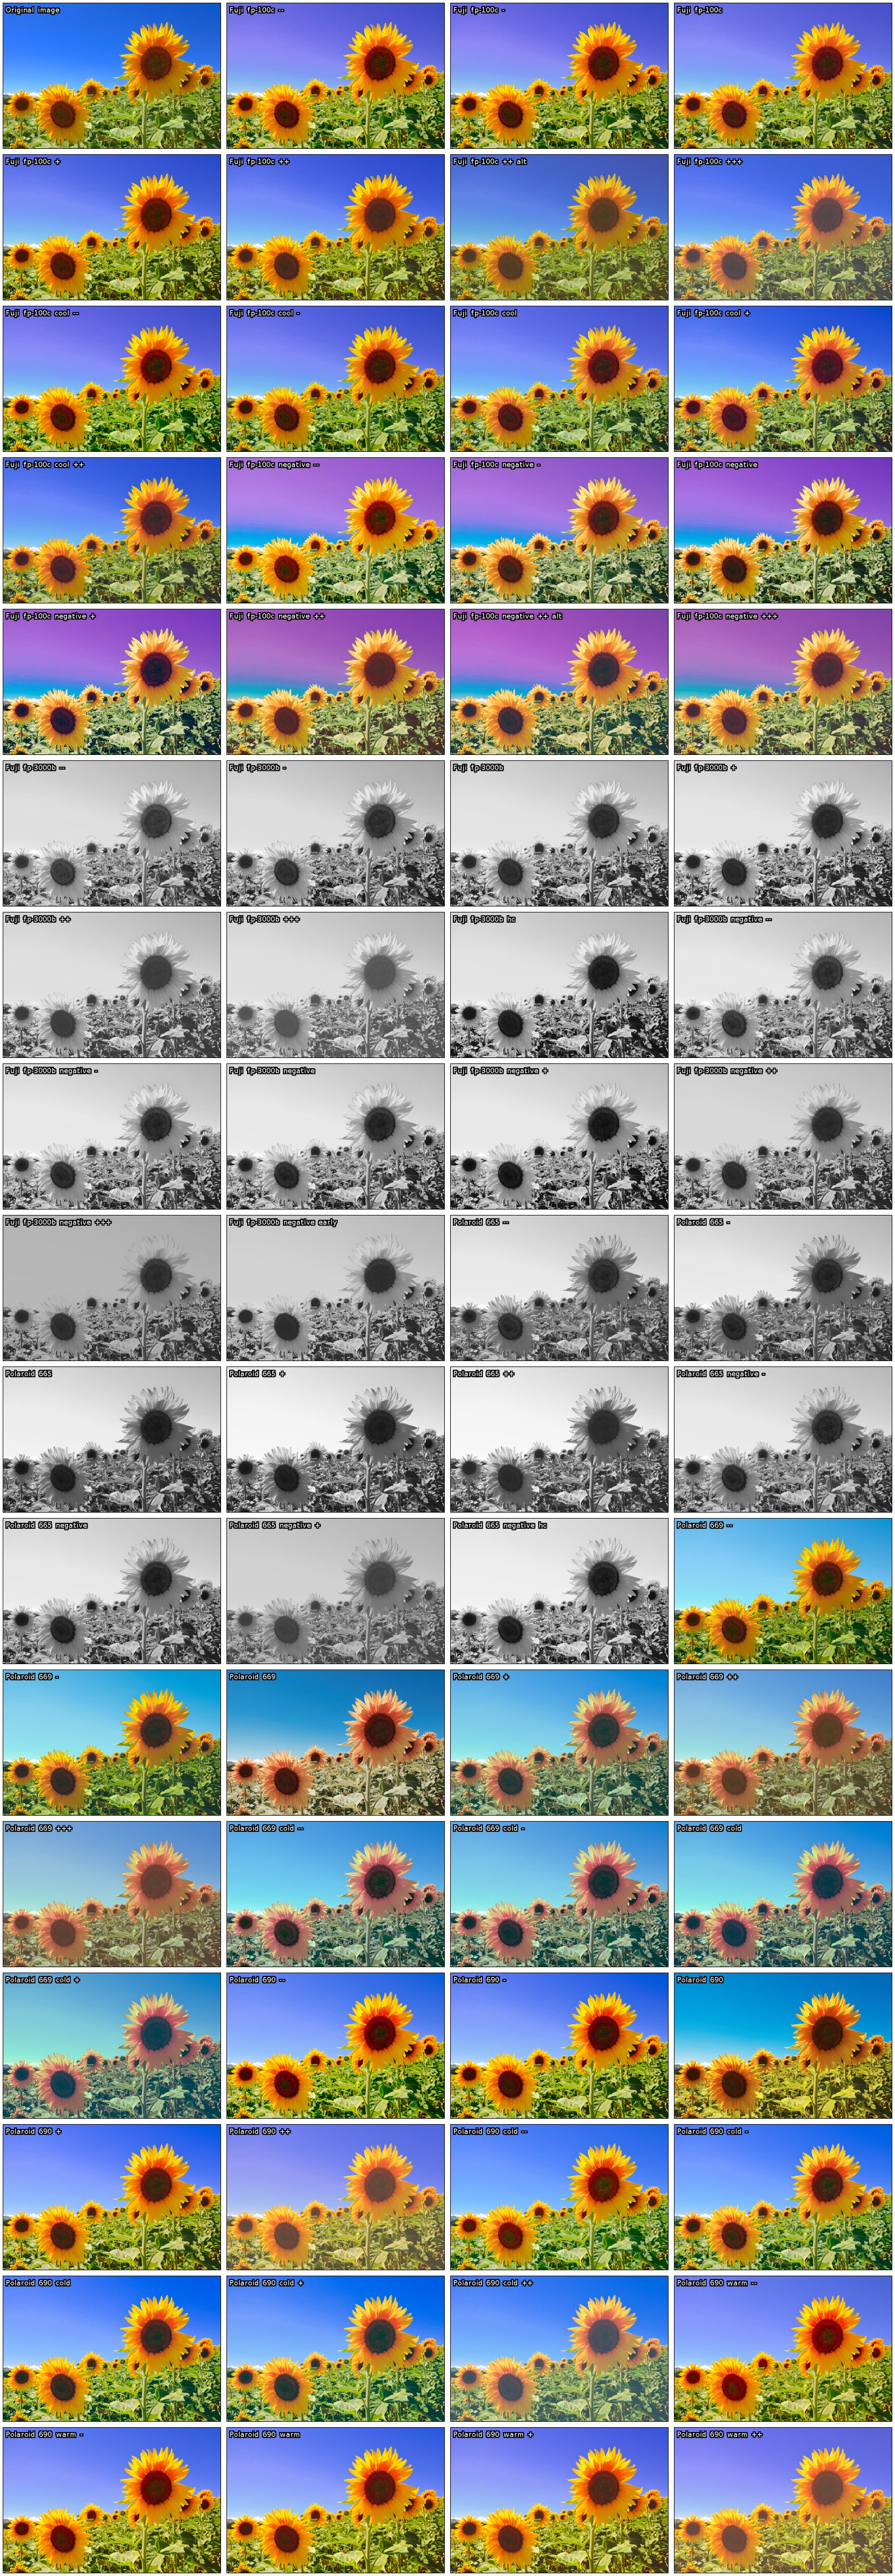 Original image
Fuji fp-100c --
Fuji fp-100c -
Fuji fp-100c
Fuji fp-100c +
Fuji fp-100c ++
Fuji fp-100c ++ alt
Fuji fp-100c +++
Fuji fp-100c cool --
Fuji fp-100c cool -
Fuji fp-100c cool
Fuji fp-100c cool +
Fuji fp-100c cool ++
Fuji fp-100c negative --
Fuji fp-100c negative -
Fuji fp-100c negative
Fuji fp-100c negative +
Fuji fp-100c negative ++
Fuji fp-100c negative ++ alt
Fuji fp-100c negative +++
Fuji fp-3000b --
Fuji fp-3000b -
Fuji fp-3000b
Fuji fp-3000b +
Fuji fp-3000b ++
Fuji fp-3000b +++
Fuji fp-3000b hc
Fuji fp-3000b negative --
Fuji fp-3000b negative -
Fuji fp-3000b negative
Fuji fp-3000b negative +
Fuji fp-3000b negative ++
Fuji fp-3000b negative +++
Fuji fp-3000b negative early
Polaroid 665 --
Polaroid 665 -
Polaroid 665
Polaroid 665 +
Polaroid 665 ++
Polaroid 665 negative -
Polaroid 665 negative
Polaroid 665 negative +
Polaroid 665 negative hc
Polaroid 669 --
Polaroid 669 -
Polaroid 669
Polaroid 669 +
Polaroid 669 ++
Polaroid 669 +++
Polaroid 669 cold --
Polaroid 669 cold -
Polaroid 669 cold
Polaroid 669 cold +
Polaroid 690 --
Polaroid 690 -
Polaroid 690
Polaroid 690 +
Polaroid 690 ++
Polaroid 690 cold --
Polaroid 690 cold -
Polaroid 690 cold
Polaroid 690 cold +
Polaroid 690 cold ++
Polaroid 690 warm --
Polaroid 690 warm -
Polaroid 690 warm
Polaroid 690 warm +
Polaroid 690 warm ++